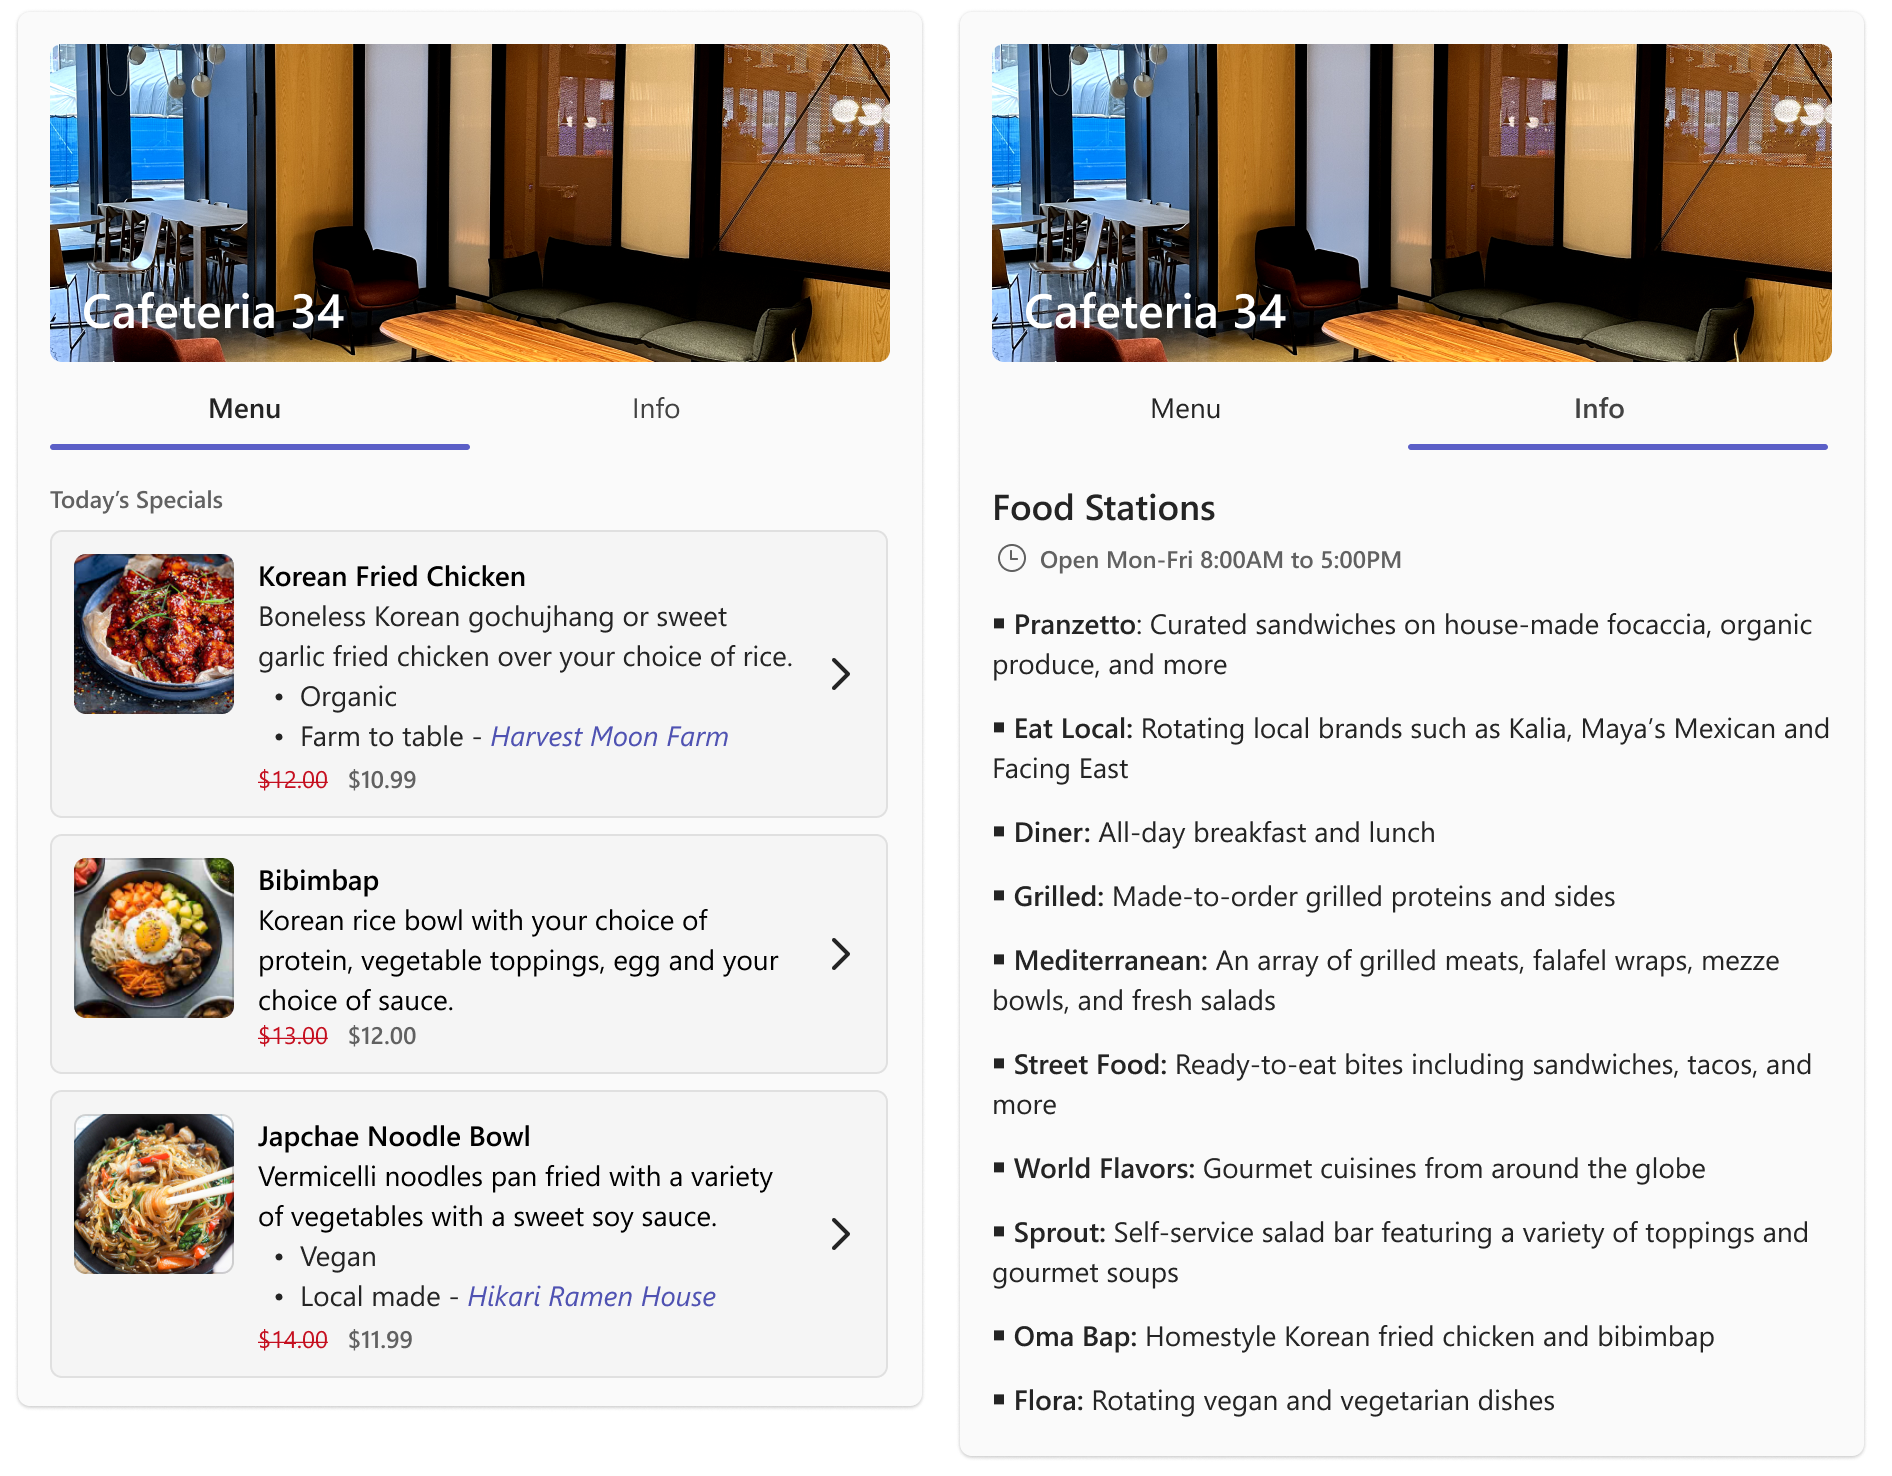 Cafeteria 34
Menu
Info
Today’s Specials
Korean Fried Chicken
Boneless Korean gochujhang or sweet
garlic fried chicken over your choice of rice.
• Organic
• Farm to table - Harvest Moon Farm
$12.00 $10.99
Bibimbap
Korean rice bowl with your choice of
protein, vegetable toppings, egg and your
choice of sauce.
$13.00 $12.00
Japchae Noodle Bowl
Vermicelli noodles pan fried with a variety
of vegetables with a sweet soy sauce.
• Vegan
• Local made - Hikari Ramen House
$14.00 $11.99
Cafeteria 34
Menu
Info
Food Stations
Open Mon-Fri 8:00AM to 5:00PM
▪ Pranzetto: Curated sandwiches on house-made focaccia, organic
produce, and more
▪ Eat Local: Rotating local brands such as Kalia, Maya’s Mexican and
Facing East
▪ Diner: All-day breakfast and lunch
▪ Grilled: Made-to-order grilled proteins and sides
▪ Mediterranean: An array of grilled meats, falafel wraps, mezze
bowls, and fresh salads
▪ Street Food: Ready-to-eat bites including sandwiches, tacos, and
more
▪ World Flavors: Gourmet cuisines from around the globe
▪ Sprout: Self-service salad bar featuring a variety of toppings and
gourmet soups
▪ Oma Bap: Homestyle Korean fried chicken and bibimbap
▪ Flora: Rotating vegan and vegetarian dishes